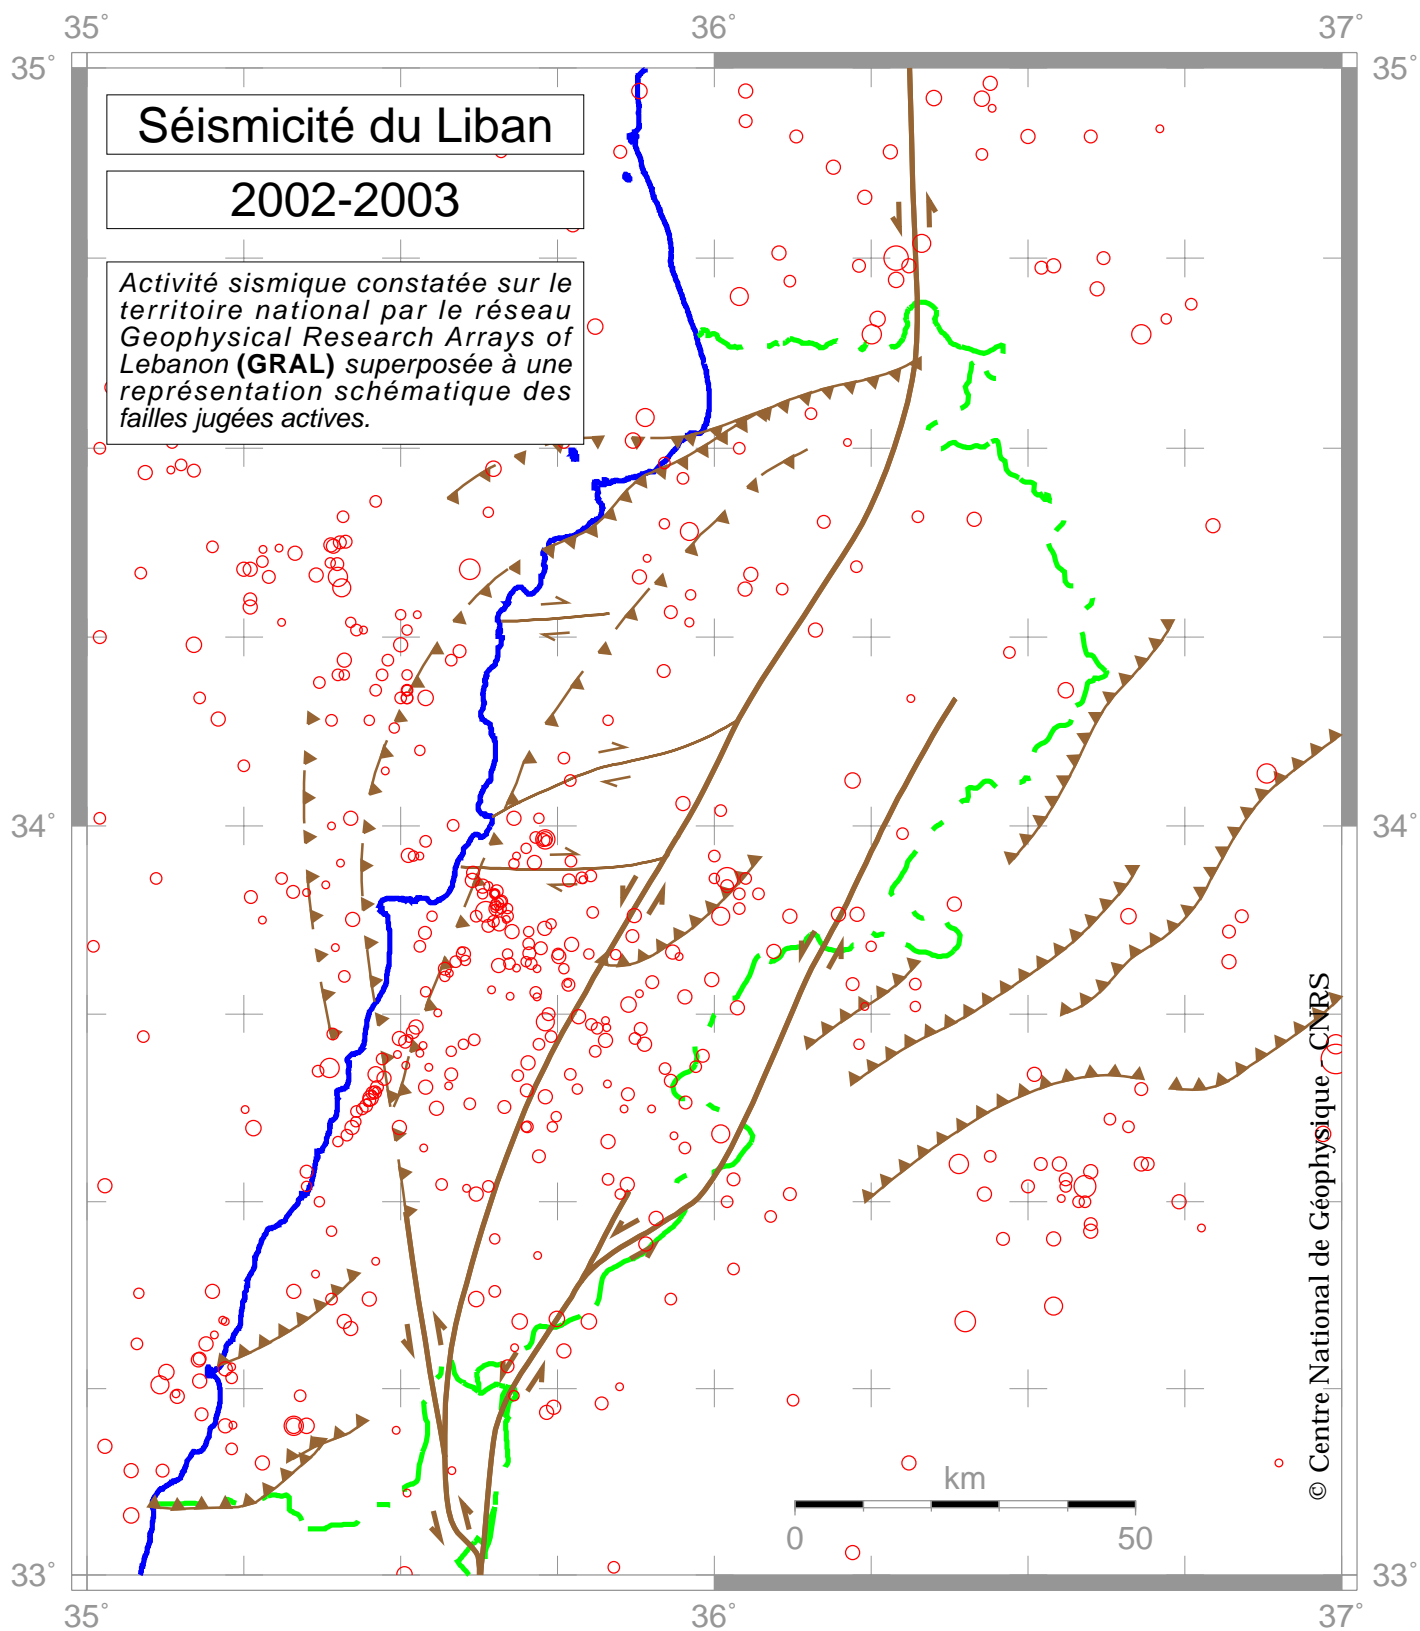 35° 36° 37°
35° 35°
Séismicité du Liban
2002-2003
Activité sismique constatée sur le
territoire national par le réseau
Geophysical Research Arrays of
Lebanon (GRAL) superposée à une
représentation schématique des
failles jugées actives.
34° 34°
© Centre National de Géophysique - CNRS
km
0 50
33° 33°
35° 36° 37°